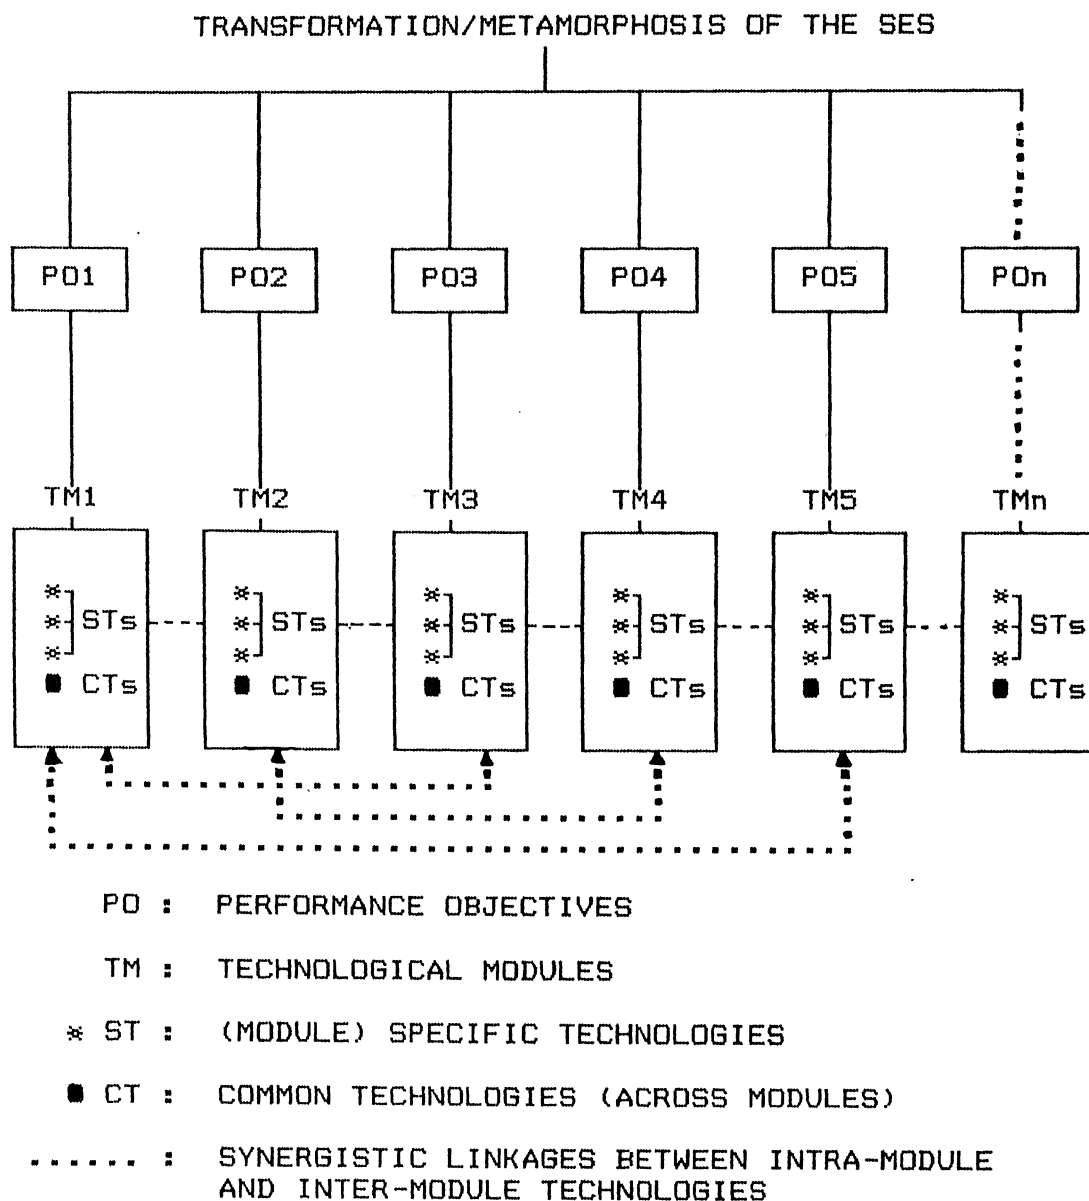 TRANSFORMATION/METAMORPHOSIS OF THE SES
PO1 PO2 PO3 PO4 PO5 POn
TM1 TM2 TM3 TM4 TM5 TMn
STs STs STs STs STs STs
CTs CTs CTs CTs CTs CTs
PO : PERFORMANCE OBJECTIVES
TM : TECHNOLOGICAL MODULES
ST : (MODULE) SPECIFIC TECHNOLOGIES
CT : COMMON TECHNOLOGIES (ACROSS MODULES)
...... : SYNERGISTIC LINKAGES BETWEEN INTRA-MODULE
AND INTER-MODULE TECHNOLOGIES